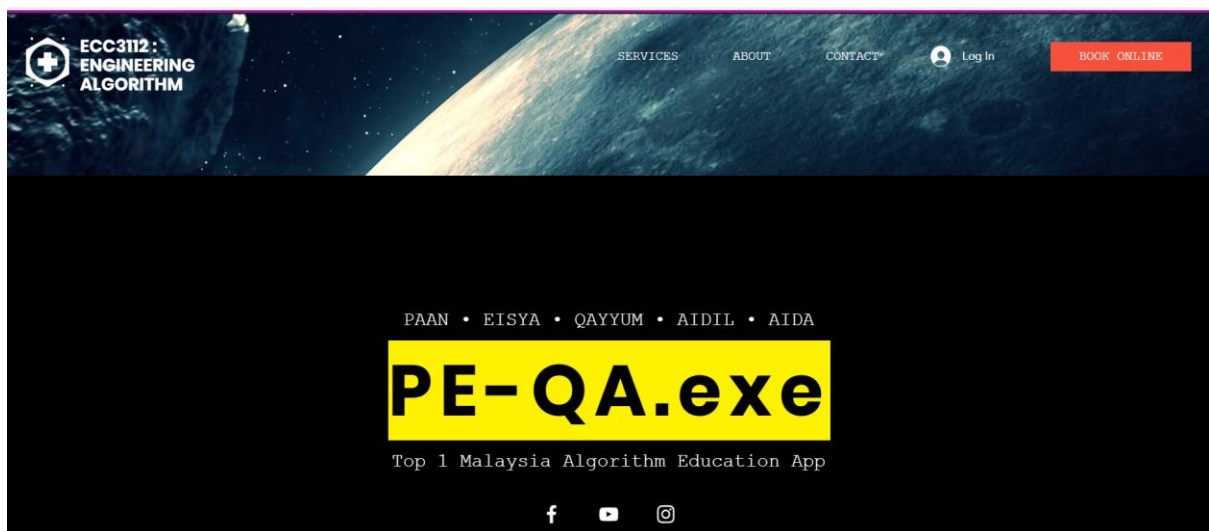 ECC3112 :
ENGINEERING
ALGORITHM
SERVICES ABOUT CONTACT Log In BOOK ONLINE
PAAN • EISYA • QAYYUM • AIDIL • AIDA
PE-QA.exe
Top 1 Malaysia Algorithm Education App